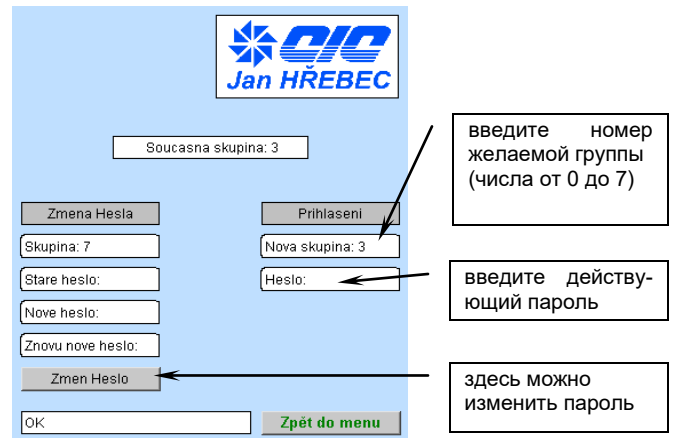 CIC
Jan HŘEBEC
Soucasna skupina: 3
Zmena Hesla
Skupina: 7
Stare heslo:
Nove heslo:
Znovu nove heslo:
Zmen Heslo
OK
Prihlaseni
Nova skupina: 3
Heslo:
Zpět do menu
введите номер
желаемой группы
(числа от 0 до 7)
введите действу-
ющий пароль
здесь можно
изменить пароль